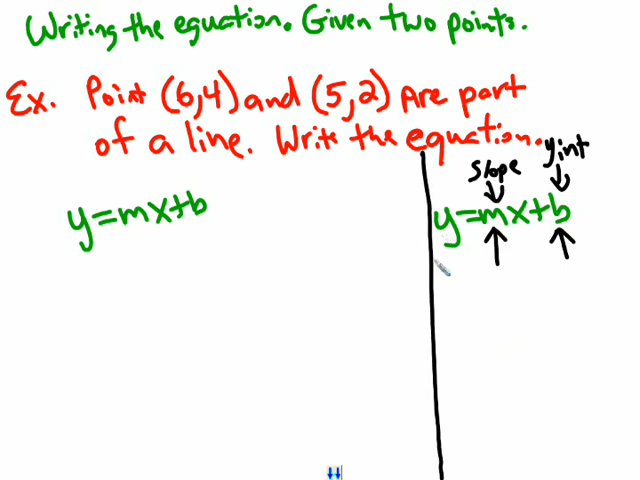 Writing the equation. Given two points.
Ex. Point (6,4) and (5,2) Are part
of a line. Write the equation.
y=mx+b
slope y int
y=mx+b